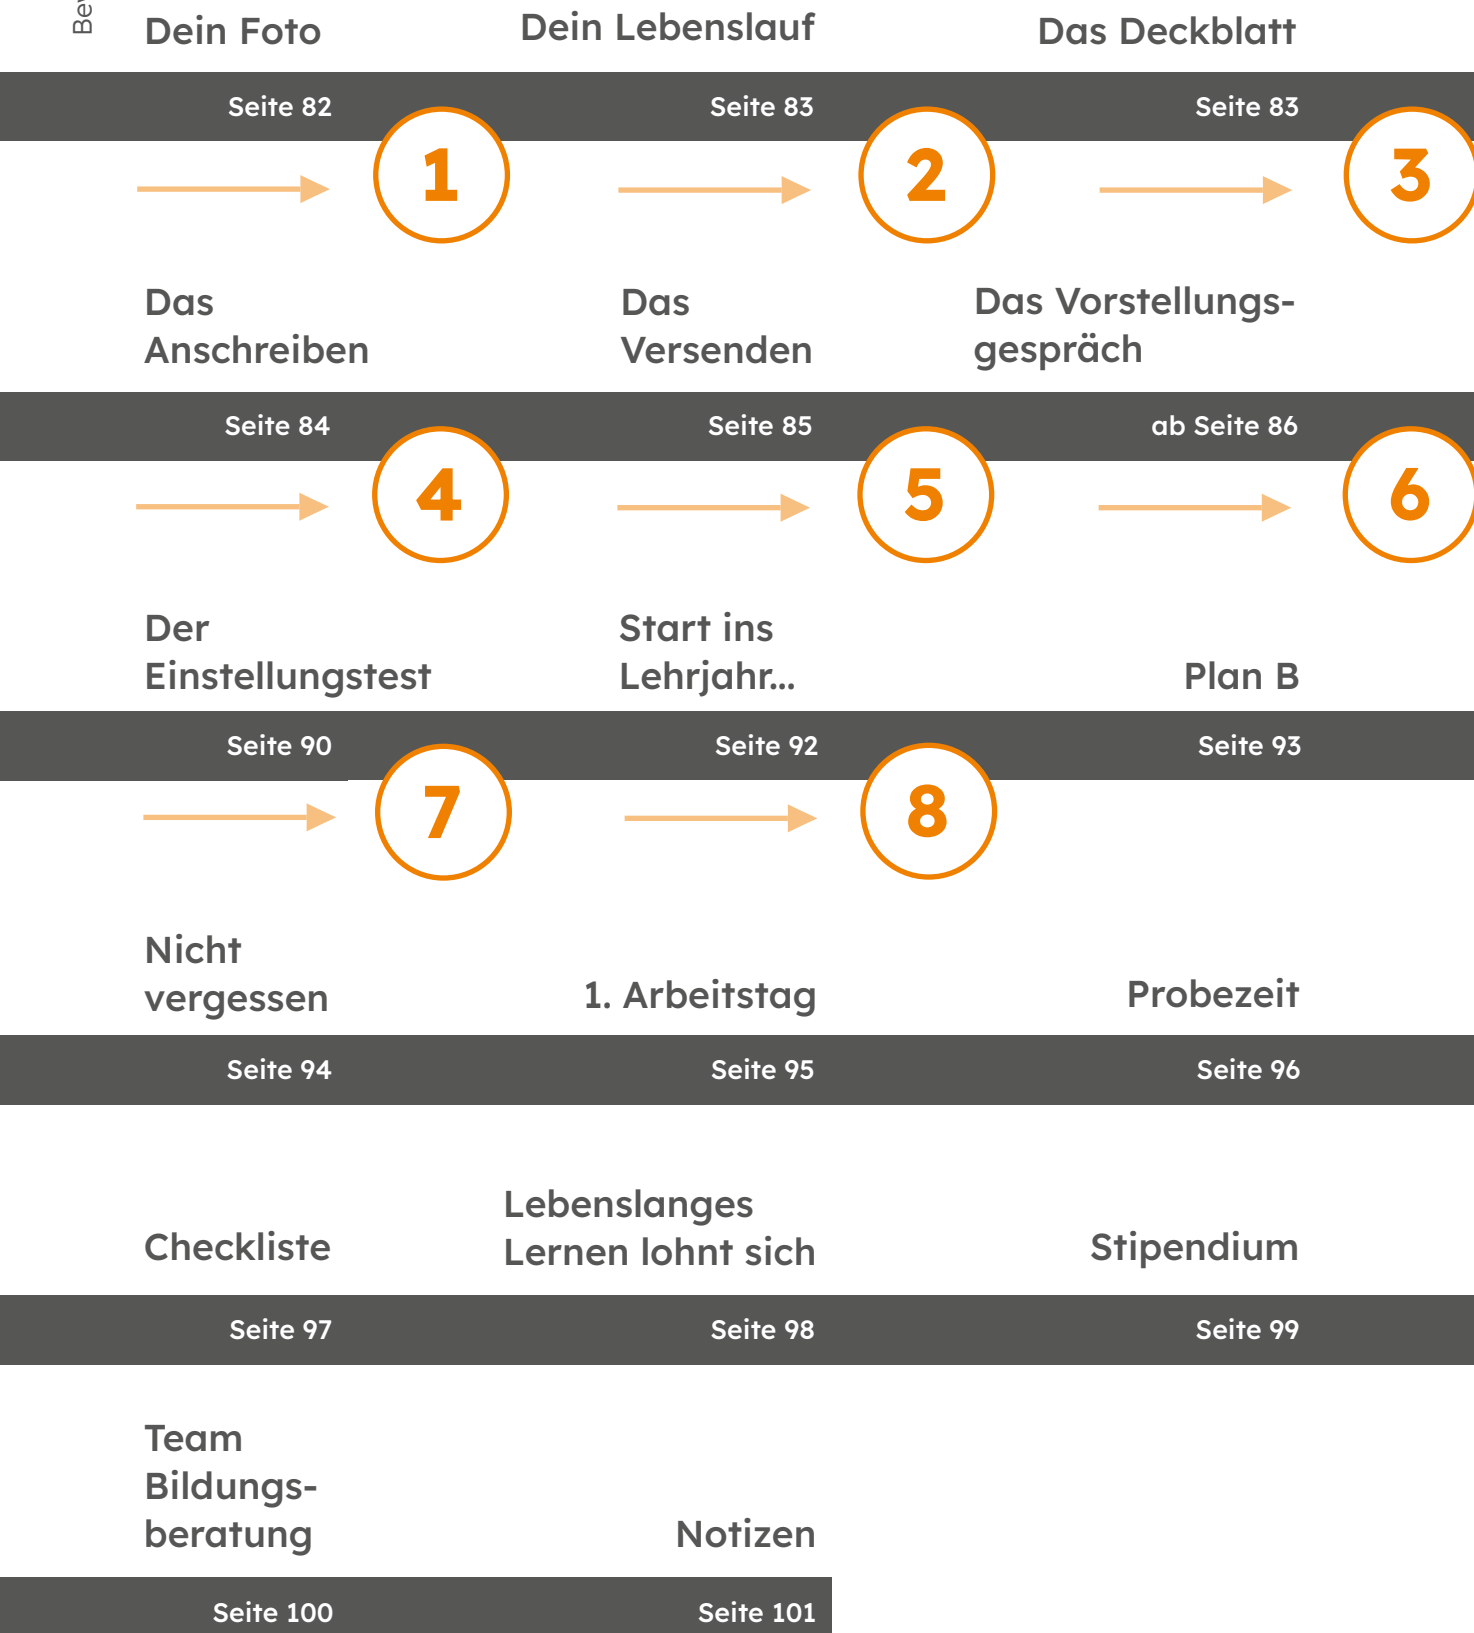 Dein Foto
Dein Lebenslauf
Das Deckblatt
Seite 82
Seite 83
Seite 83
1
2
3
Das
Anschreiben
Das
Versenden
Das Vorstellungs-
gespräch
Seite 84
Seite 85
ab Seite 86
4
5
6
Der
Einstellungstest
Start ins
Lehrjahr...
Plan B
Seite 90
Seite 92
Seite 93
7
8
Nicht
vergessen
1. Arbeitstag
Probezeit
Seite 94
Seite 95
Seite 96
Checkliste
Lebenslanges
Lernen lohnt sich
Stipendium
Seite 97
Seite 98
Seite 99
Team
Bildungs-
beratung
Notizen
Seite 100
Seite 101